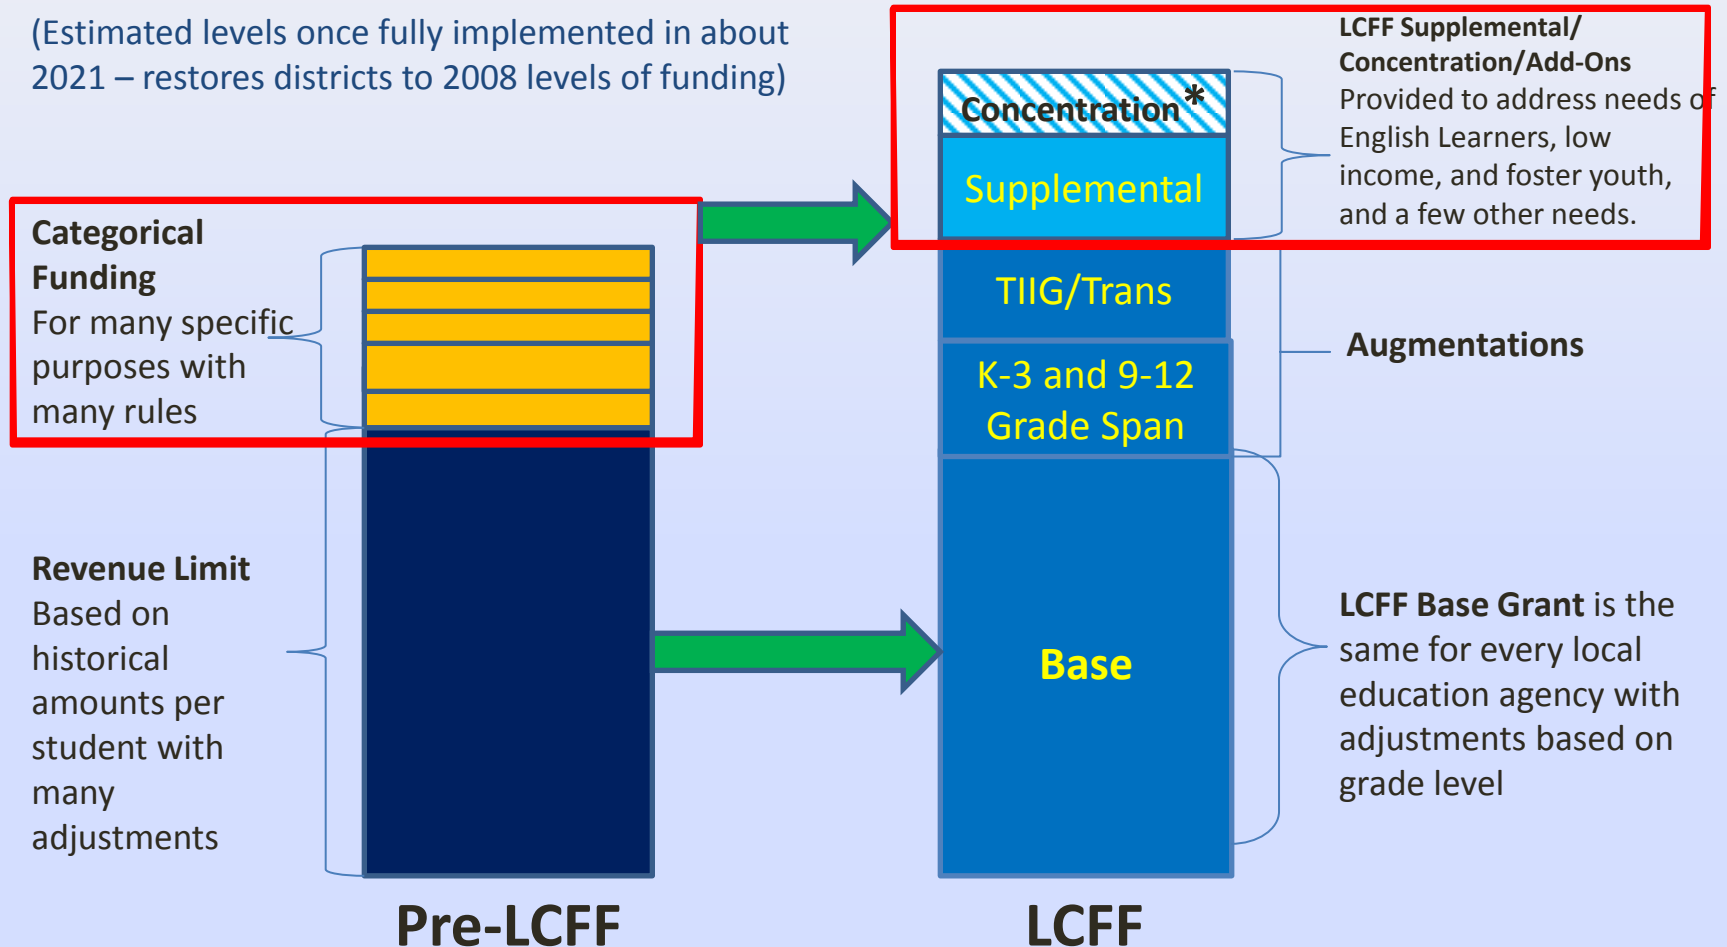 (Estimated levels once fully implemented in about
2021 – restores districts to 2008 levels of funding)
Categorical
Funding
For many specific
purposes with
many rules
Revenue Limit
Based on
historical
amounts per
student with
many
adjustments
Pre-LCFF
Concentration*
Supplemental
TIIG/Trans
K-3 and 9-12
Grade Span
Base
LCFF
LCFF Supplemental/
Concentration/Add-Ons
Provided to address needs of
English Learners, low
income, and foster youth,
and a few other needs.
Augmentations
LCFF Base Grant is the
same for every local
education agency with
adjustments based on
grade level